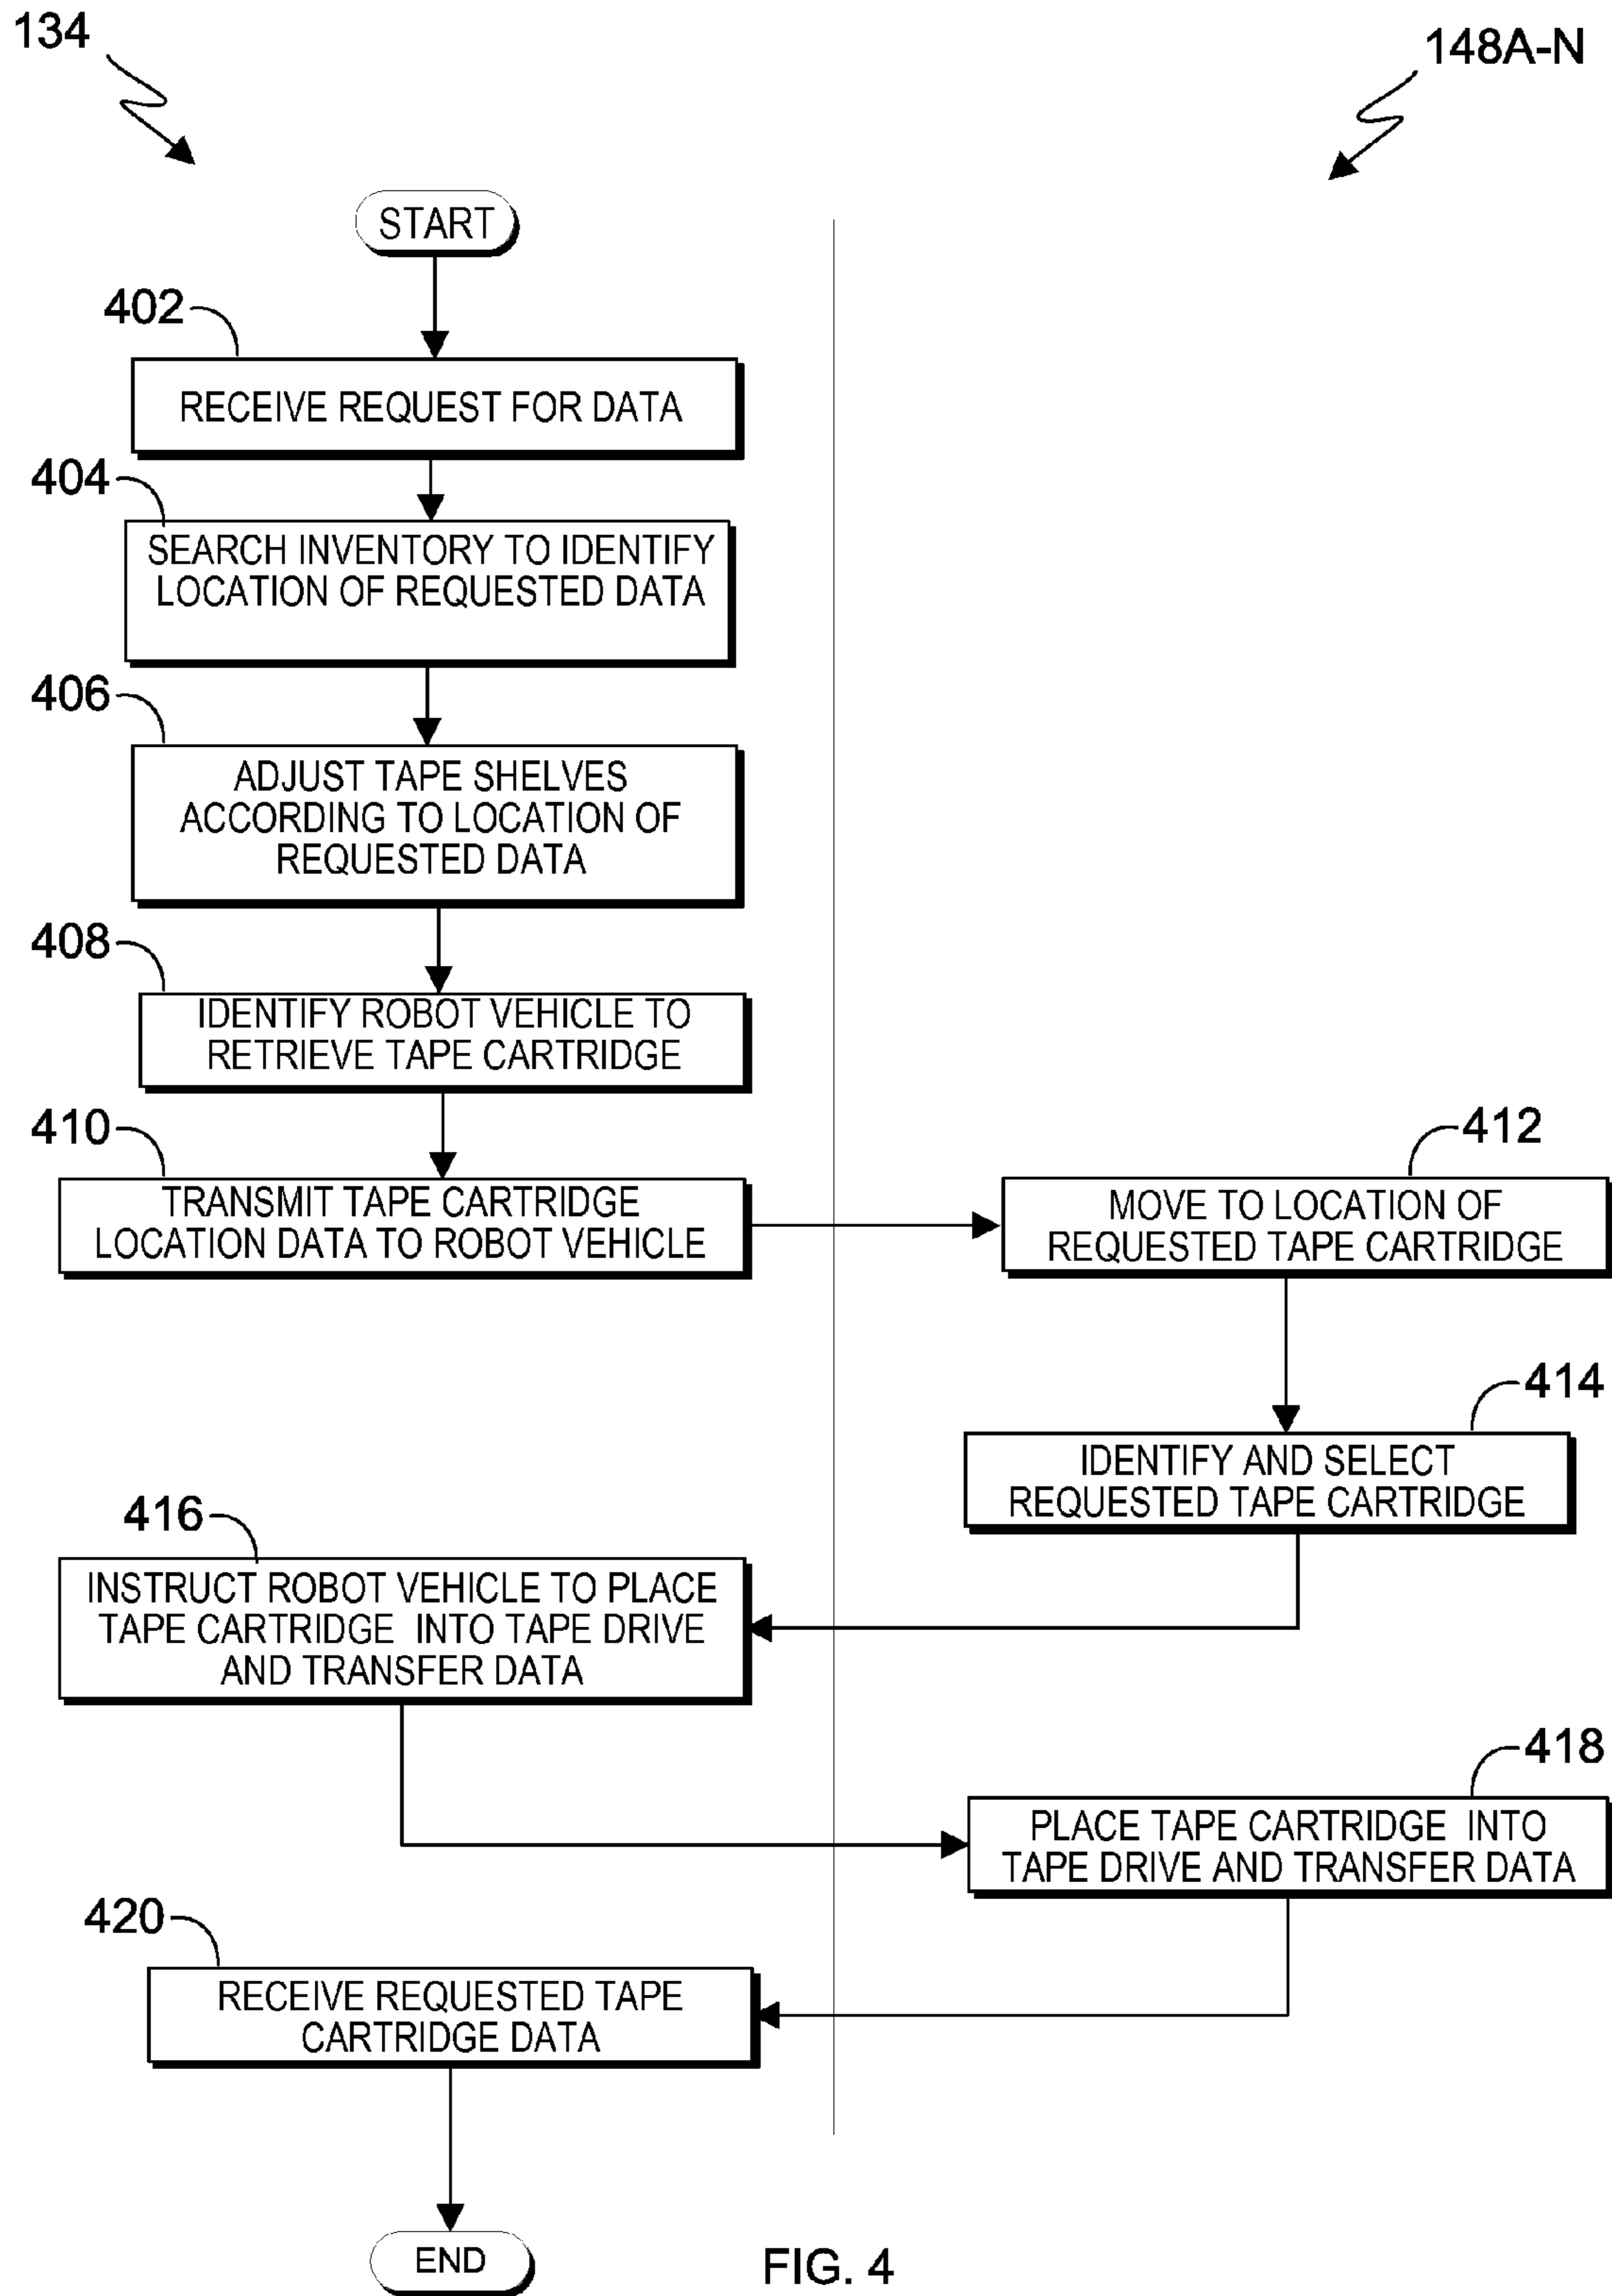 134
148A-N
START
402
RECEIVE REQUEST FOR DATA
404
SEARCH INVENTORY TO IDENTIFY
LOCATION OF REQUESTED DATA
406
ADJUST TAPE SHELVES
ACCORDING TO LOCATION OF
REQUESTED DATA
408
IDENTIFY ROBOT VEHICLE TO
RETRIEVE TAPE CARTRIDGE
410
TRANSMIT TAPE CARTRIDGE
LOCATION DATA TO ROBOT VEHICLE
412
MOVE TO LOCATION OF
REQUESTED TAPE CARTRIDGE
414
IDENTIFY AND SELECT
REQUESTED TAPE CARTRIDGE
416
INSTRUCT ROBOT VEHICLE TO PLACE
TAPE CARTRIDGE INTO TAPE DRIVE
AND TRANSFER DATA
418
PLACE TAPE CARTRIDGE INTO
TAPE DRIVE AND TRANSFER DATA
420
RECEIVE REQUESTED TAPE
CARTRIDGE DATA
END
FIG. 4